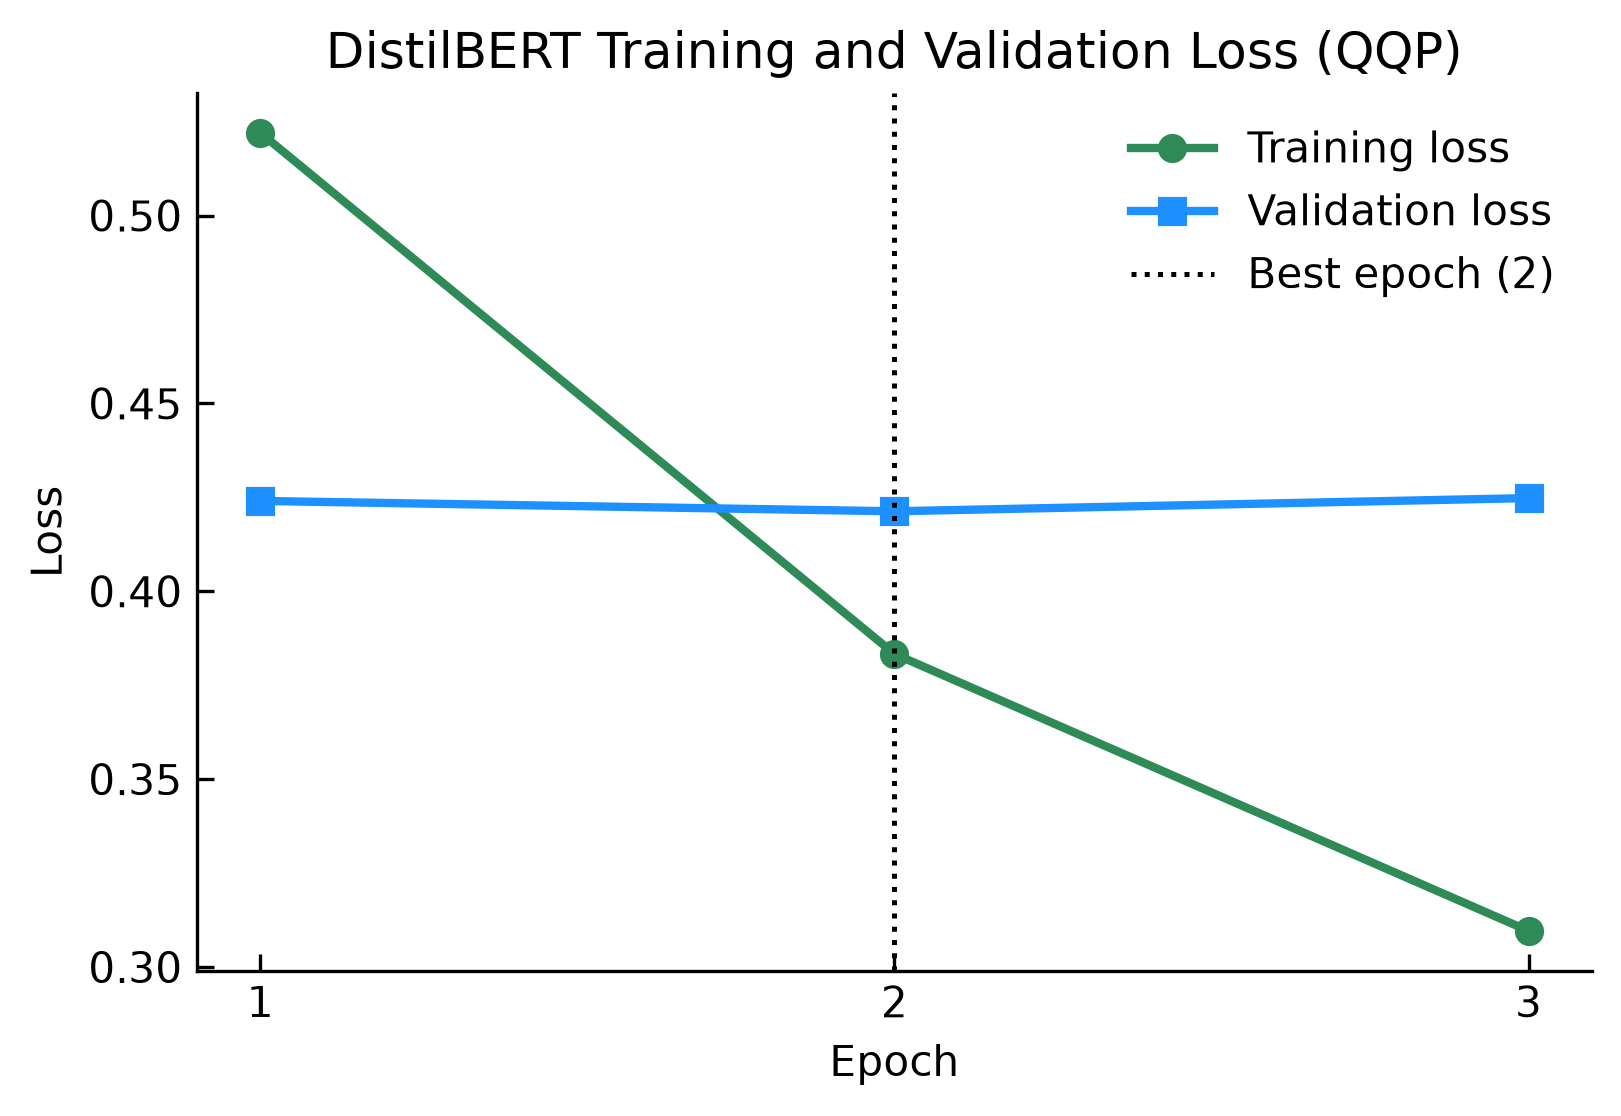 DistilBERT Training and Validation Loss (QQP)
Training loss
Validation loss
Best epoch (2)
Loss
0.50
0.45
0.40
0.35
0.30
1
2
3
Epoch